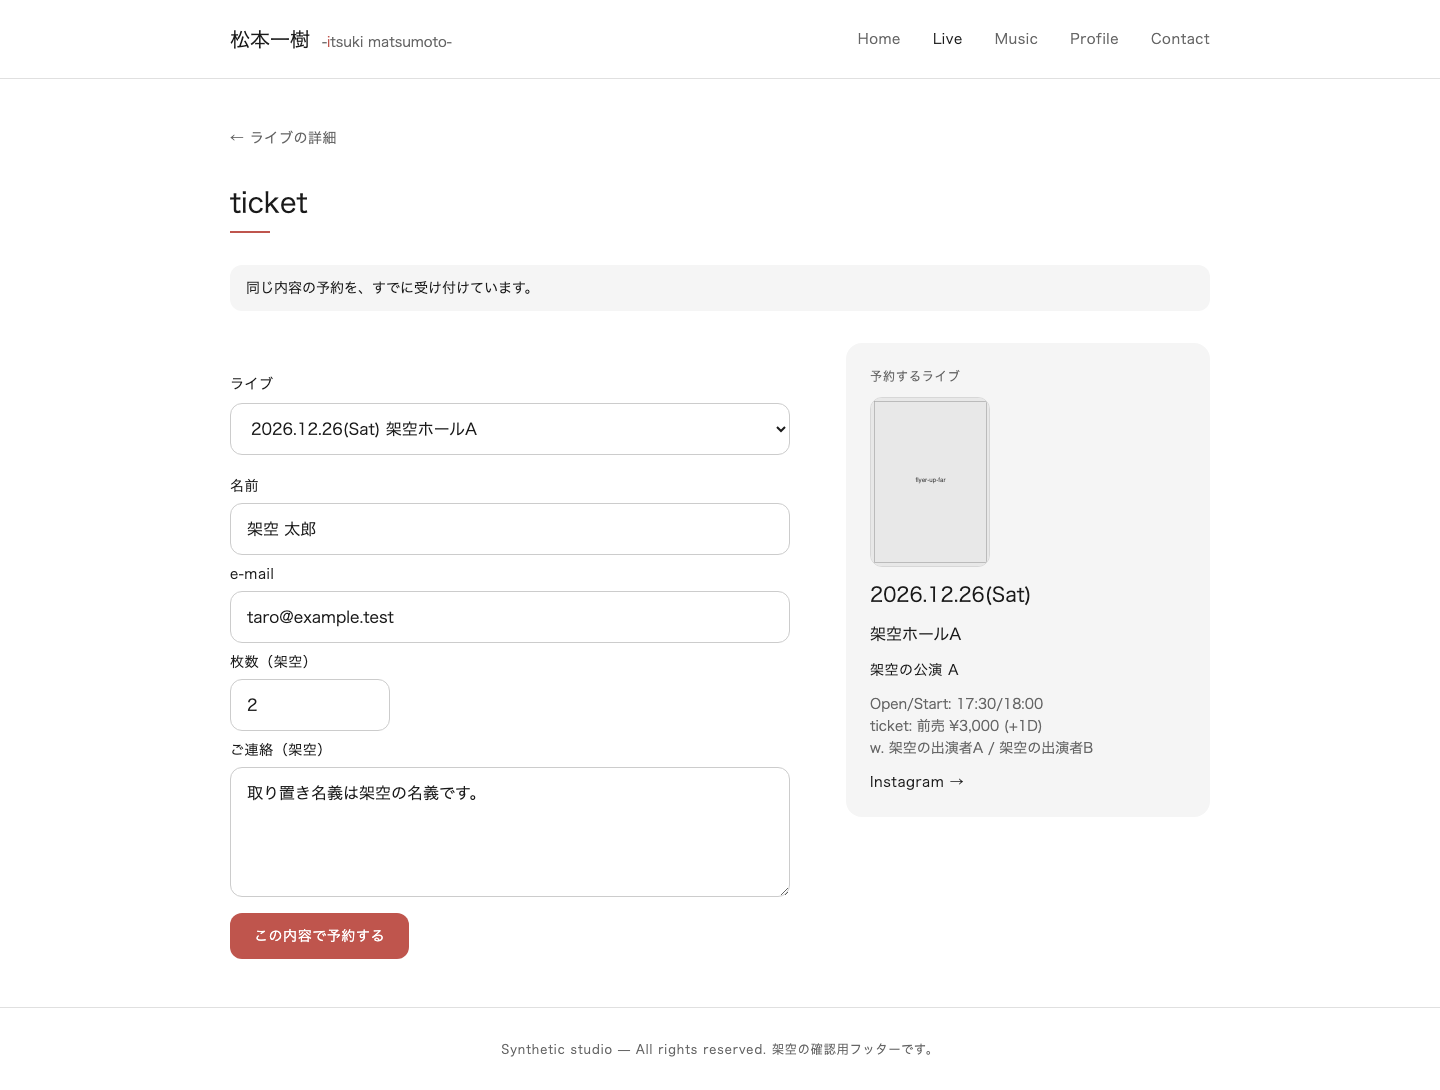 松本一樹 -itsuki matsumoto-
Home Live Music Profile Contact
← ライブの詳細
ticket
同じ内容の予約を、すでに受け付けています。
ライブ
2026.12.26(Sat) 架空ホールA
名前
架空 太郎
e-mail
taro@example.test
枚数（架空）
2
ご連絡（架空）
取り置き名義は架空の名義です。
この内容で予約する
予約するライブ
flyer-up-far
2026.12.26(Sat)
架空ホールA
架空の公演 A
Open/Start: 17:30/18:00
ticket: 前売 ¥3,000 (+1D)
w. 架空の出演者A / 架空の出演者B
Instagram →
Synthetic studio — All rights reserved. 架空の確認用フッターです。